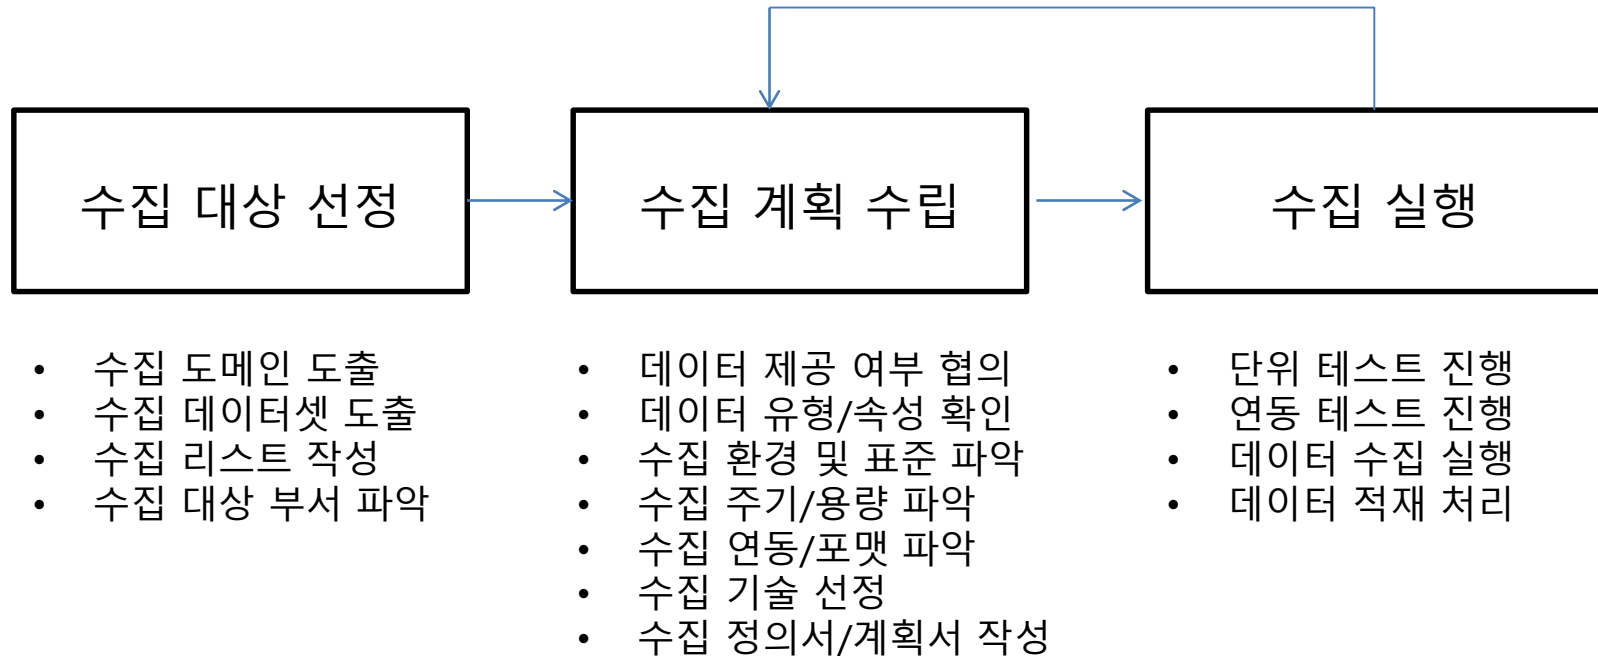 수집 대상 선정
수집 계획 수립
수집 실행
• 수집 도메인 도출
• 수집 데이터셋 도출
• 수집 리스트 작성
• 수집 대상 부서 파악
• 데이터 제공 여부 협의
• 데이터 유형/속성 확인
• 수집 환경 및 표준 파악
• 수집 주기/용량 파악
• 수집 연동/포맷 파악
• 수집 기술 선정
• 수집 정의서/계획서 작성
• 단위 테스트 진행
• 연동 테스트 진행
• 데이터 수집 실행
• 데이터 적재 처리